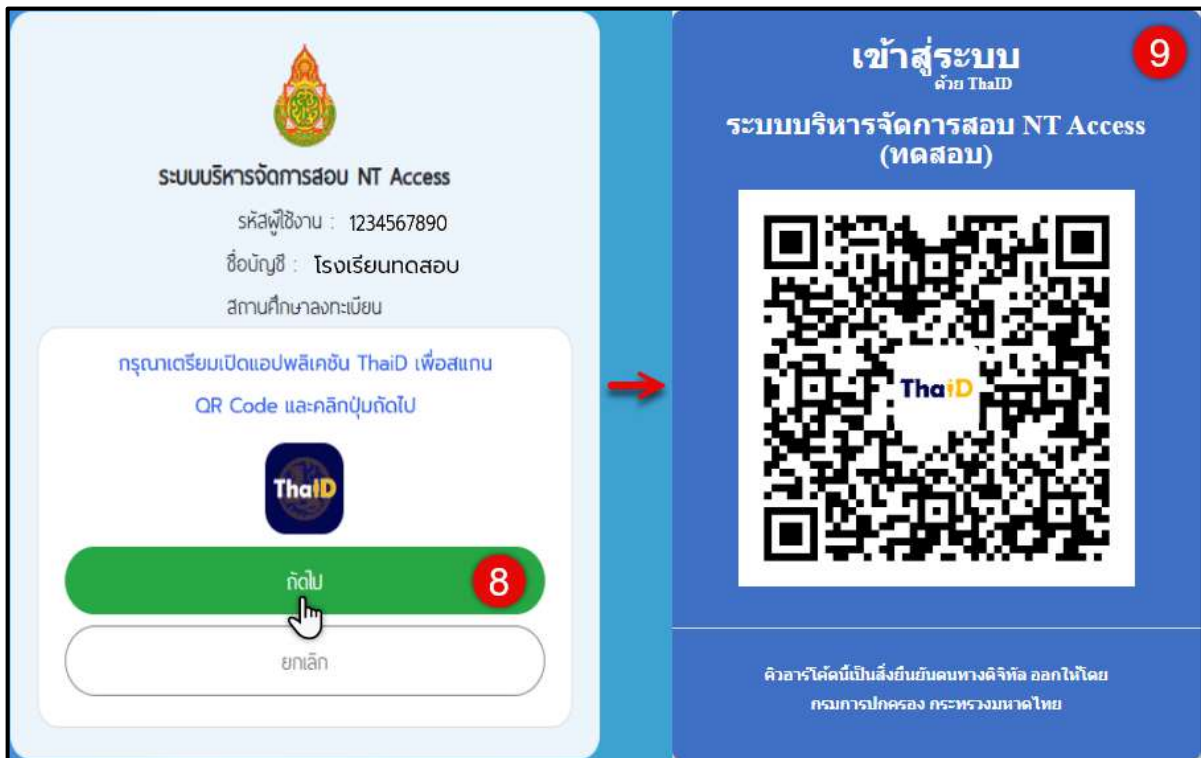 ระบบบริหารจัดการสอบ NT Access
รหัสผู้ใช้งาน : 1234567890
ชื่อบัญชี : โรงเรียนทดสอบ
สถานศึกษาลงทะเบียน
กรุณาเตรียมเปิดแอปพลิเคชัน ThaiD เพื่อสแกน
QR Code และคลิกปุ่มถัดไป
ThaiD
ถัดไป
8
ยกเลิก
เข้าสู่ระบบ
9
ด้วย ThaID
ระบบบริหารจัดการสอบ NT Access
(ทดสอบ)
ThaiD
คิวอาร์โค้ดนี้เป็นสิ่งยืนยันตนทางดิจิทัล ออกให้โดย
กรมการปกครอง กระทรวงมหาดไทย